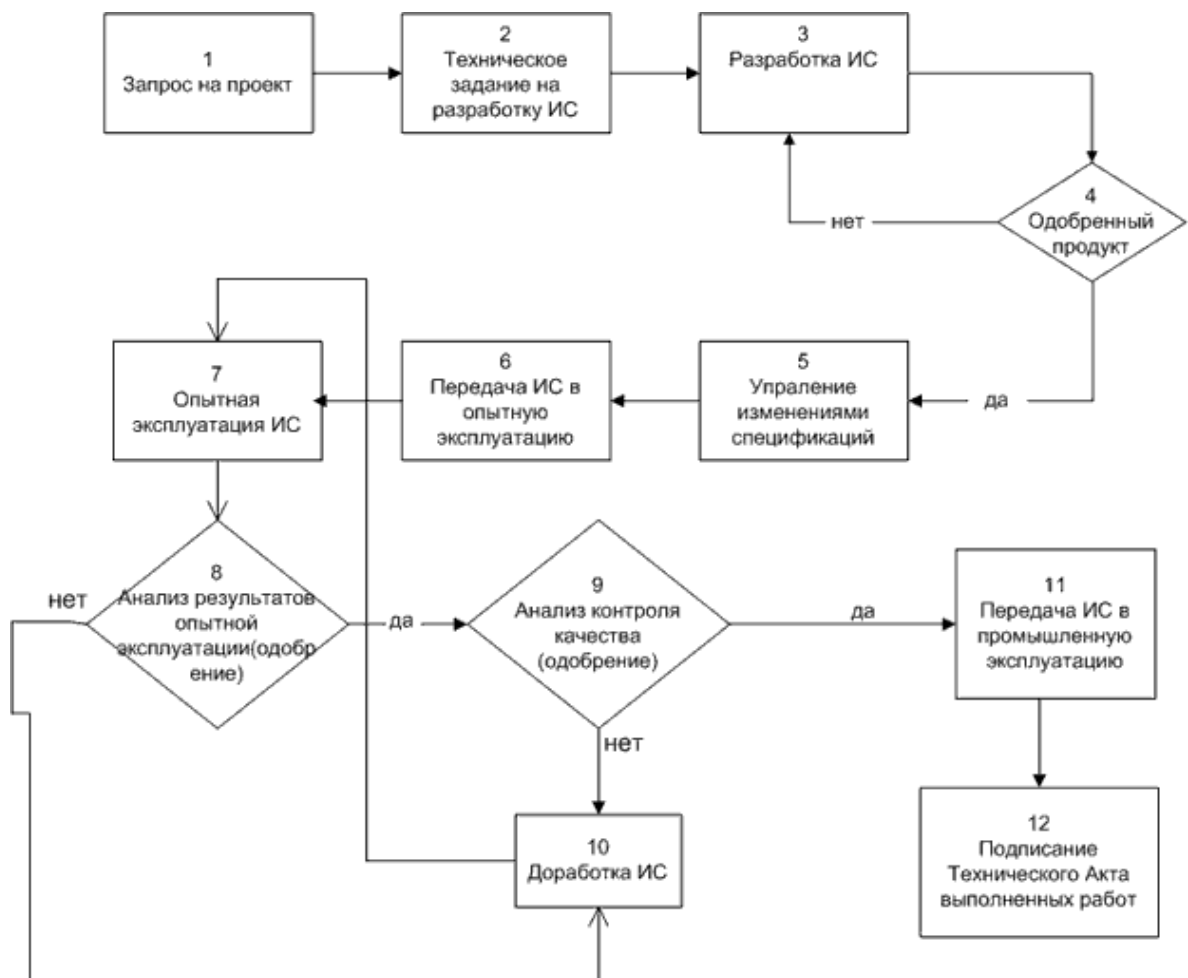 1
Запрос на проект
2
Техническое
задание на
разработку ИС
3
Разработка ИС
4
Одобренный
продукт
нет
да
7
Опытная
эксплуатация ИС
6
Передача ИС в
опытную
эксплуатацию
5
Упраление
изменениями
спецификаций
нет
8
Анализ результатов
опытной
эксплуатации(одобр
ение)
да
9
Анализ контроля
качества
(одобрение)
да
11
Передача ИС в
промышленную
эксплуатацию
нет
10
Доработка ИС
12
Подписание
Технического Акта
выполненных работ